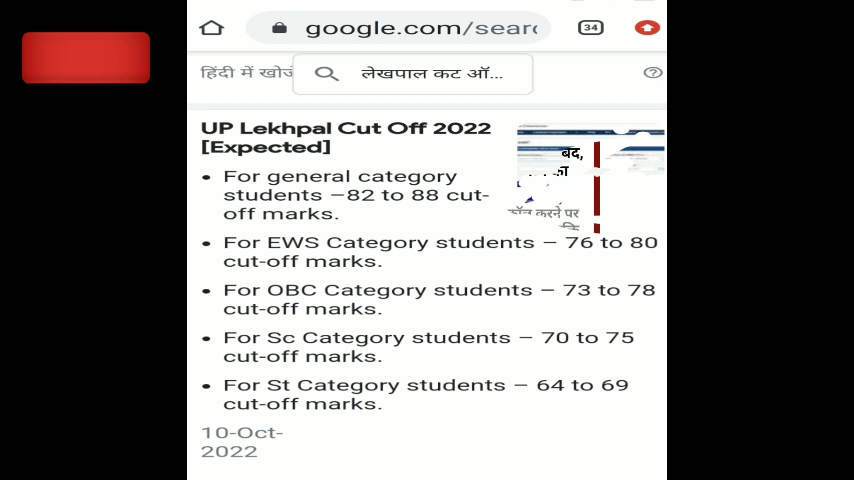 google.com/searc
34
हिंदी में खोजें
लेखपाल कट ऑ...
UP Lekhpal Cut Off 2022
[Expected]
• For general category
students –82 to 88 cut-
off marks.
• For EWS Category students – 76 to 80
cut-off marks.
• For OBC Category students – 73 to 78
cut-off marks.
• For Sc Category students – 70 to 75
cut-off marks.
• For St Category students – 64 to 69
cut-off marks.
10-Oct-
2022
बंद,
का
करने पर